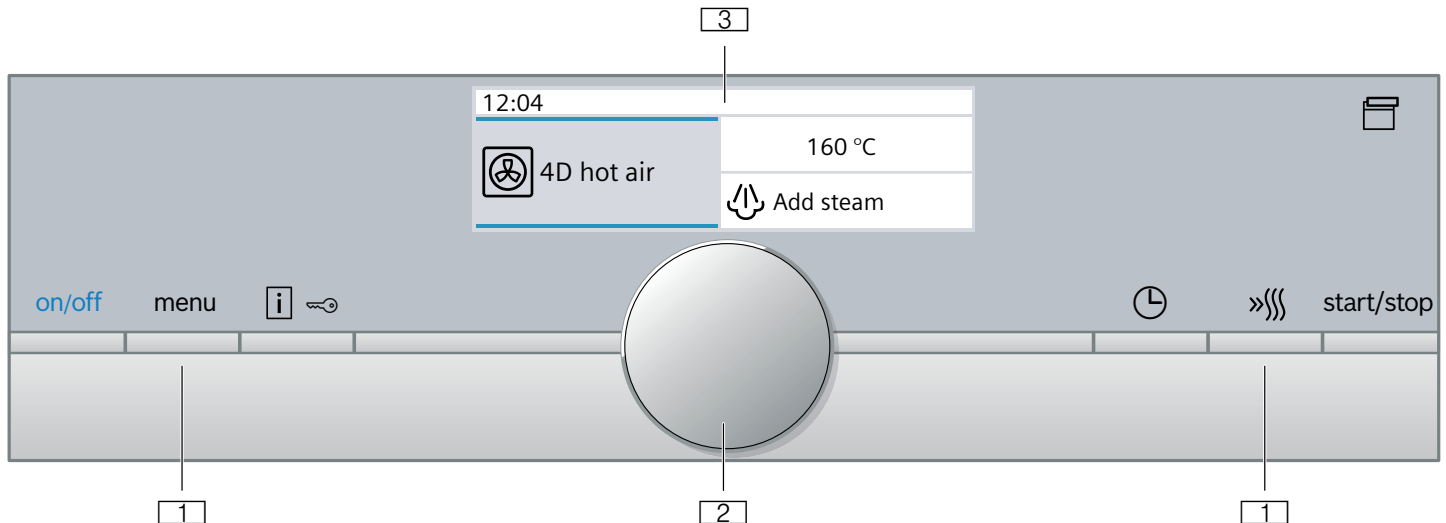 3
12:04
160 °C
4D hot air
Add steam
on/off menu i start/stop
1 2 1